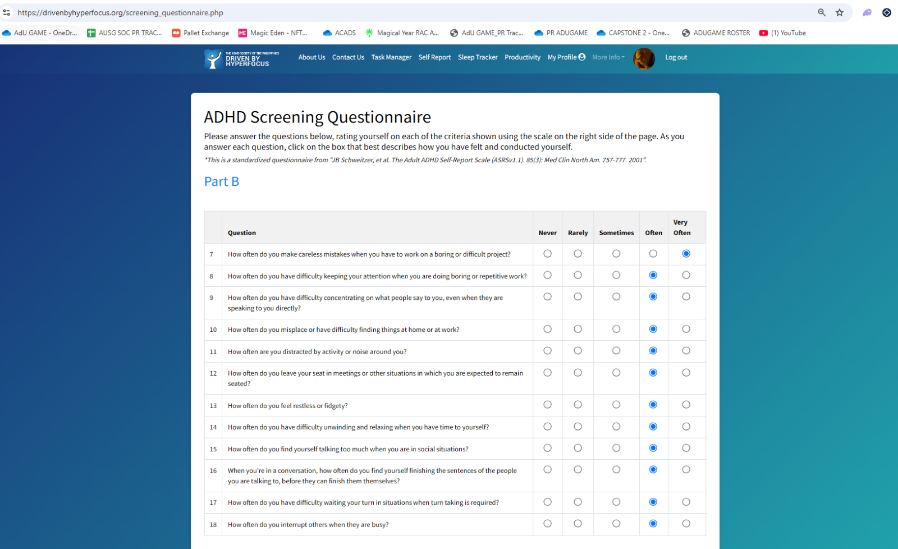 https://drivenbyhyperfocus.org/screening_questionnaire.php
AdU GAME - OneDr... AUSG SOC PR TRAC... Pallet Exchange Magic Eden - NFT... ACADS Magical Year RAC A... AdU GAME_PR Trac... PR ADUGAME CAPSTONE 2 - One... ADUGAME ROSTER (1) YouTube
THE ADHD SOCIETY OF THE PHILIPPINES
DRIVEN BY
HYPERFOCUS
About Us Contact Us Task Manager Self Report Sleep Tracker Productivity My Profile More Info Log out
ADHD Screening Questionnaire
Please answer the questions below, rating yourself on each of the criteria shown using the scale on the right side of the page. As you
answer each question, click on the box that best describes how you have felt and conducted yourself.
*This is a standardized questionnaire from "JB Schweitzer, et al. The Adult ADHD Self-Report Scale (ASRSv1.1). 85(3): Med Clin North Am. 757-777. 2001".
Part B
Question Never Rarely Sometimes Often Very
Often
7 How often do you make careless mistakes when you have to work on a boring or difficult project?
8 How often do you have difficulty keeping your attention when you are doing boring or repetitive work?
9 How often do you have difficulty concentrating on what people say to you, even when they are
speaking to you directly?
10 How often do you misplace or have difficulty finding things at home or at work?
11 How often are you distracted by activity or noise around you?
12 How often do you leave your seat in meetings or other situations in which you are expected to remain
seated?
13 How often do you feel restless or fidgety?
14 How often do you have difficulty unwinding and relaxing when you have time to yourself?
15 How often do you find yourself talking too much when you are in social situations?
16 When you're in a conversation, how often do you find yourself finishing the sentences of the people
you are talking to, before they can finish them themselves?
17 How often do you have difficulty waiting your turn in situations when turn taking is required?
18 How often do you interrupt others when they are busy?